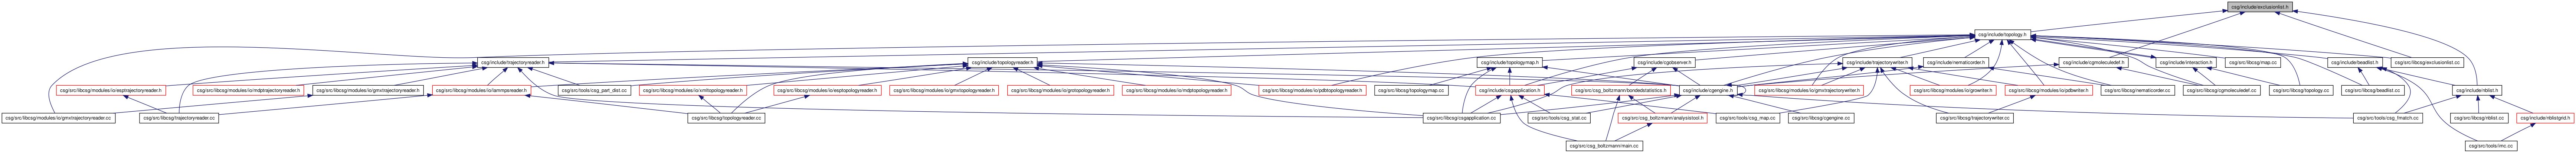 csg/include/exclusionlist.h
csg/include/topology.h
csg/include/trajectoryreader.h
csg/include/topologyreader.h
csg/include/topologymap.h
csg/include/cgobserver.h
csg/include/trajectorywriter.h
csg/include/nematicorder.h
csg/include/cgmoleculedef.h
csg/include/interaction.h
csg/src/libcsg/map.cc
csg/include/beadlist.h
csg/src/libcsg/exclusionlist.cc
csg/src/libcsg/modules/io/esptrajectoryreader.h
csg/src/libcsg/modules/io/mdptrajectoryreader.h
csg/src/libcsg/modules/io/gmxtrajectoryreader.h
csg/src/libcsg/modules/io/lammpsreader.h
csg/src/tools/csg_part_dist.cc
csg/src/libcsg/modules/io/xmltopologyreader.h
csg/src/libcsg/modules/io/esptopologyreader.h
csg/src/libcsg/modules/io/gmxtopologyreader.h
csg/src/libcsg/modules/io/grotopologyreader.h
csg/src/libcsg/modules/io/mdptopologyreader.h
csg/src/libcsg/modules/io/pdbtopologyreader.h
csg/src/libcsg/topologymap.cc
csg/include/csgapplication.h
csg/src/csg_boltzmann/bondedstatistics.h
csg/include/cgengine.h
csg/src/libcsg/modules/io/gmxtrajectorywriter.h
csg/src/libcsg/modules/io/growriter.h
csg/src/libcsg/modules/io/pdbwriter.h
csg/src/libcsg/nematicorder.cc
csg/src/libcsg/cgmoleculedef.cc
csg/src/libcsg/topology.cc
csg/src/libcsg/beadlist.cc
csg/include/nblist.h
csg/src/libcsg/modules/io/gmxtrajectoryreader.cc
csg/src/libcsg/trajectoryreader.cc
csg/src/libcsg/topologyreader.cc
csg/src/libcsg/csgapplication.cc
csg/src/tools/csg_stat.cc
csg/src/csg_boltzmann/analysistool.h
csg/src/tools/csg_map.cc
csg/src/libcsg/cgengine.cc
csg/src/libcsg/trajectorywriter.cc
csg/src/tools/csg_fmatch.cc
csg/src/libcsg/nblist.cc
csg/include/nblistgrid.h
csg/src/csg_boltzmann/main.cc
csg/src/tools/imc.cc